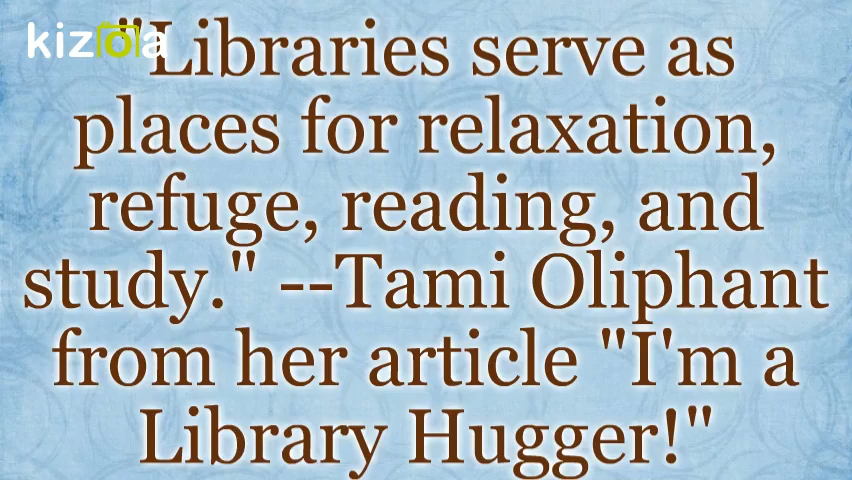 kizoa
"Libraries serve as
places for relaxation,
refuge, reading, and
study." --Tami Oliphant
from her article "I'm a
Library Hugger!"